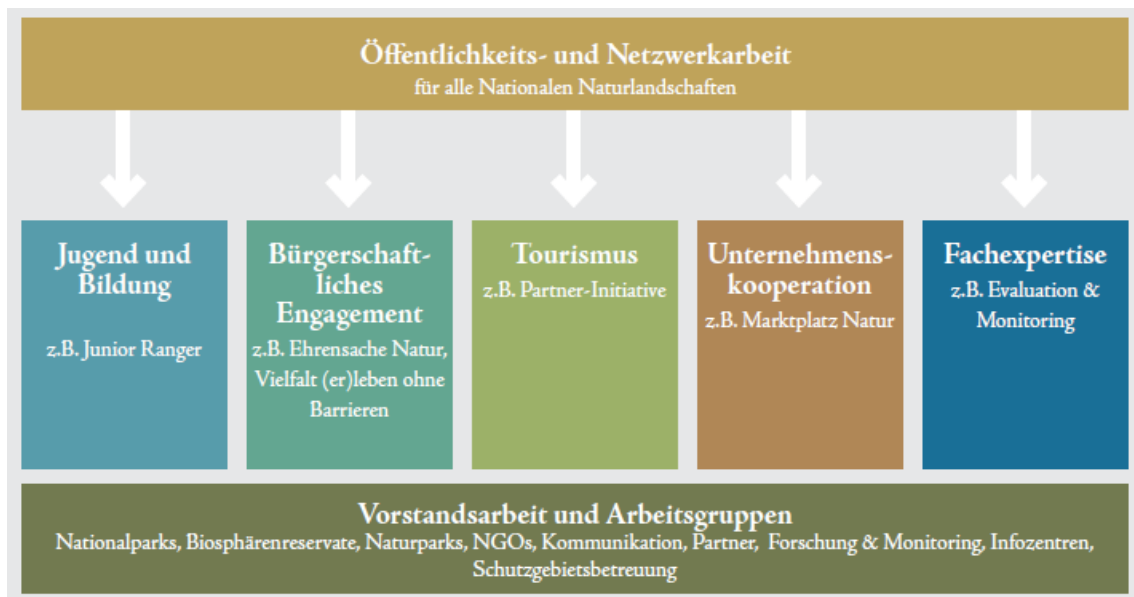 Öffentlichkeits- und Netzwerkarbeit
für alle Nationalen Naturlandschaften
Jugend und
Bildung
z.B. Junior Ranger
Bürgerschaft-
liches
Engagement
z.B. Ehrensache Natur,
Vielfalt (er)leben ohne
Barrieren
Tourismus
z.B. Partner-Initiative
Unternehmens-
kooperation
z.B. Marktplatz Natur
Fachexpertise
z.B. Evaluation &
Monitoring
Vorstandsarbeit und Arbeitsgruppen
Nationalparks, Biosphärenreservate, Naturparks, NGOs, Kommunikation, Partner, Forschung & Monitoring, Infozentren,
Schutzgebietsbetreuung